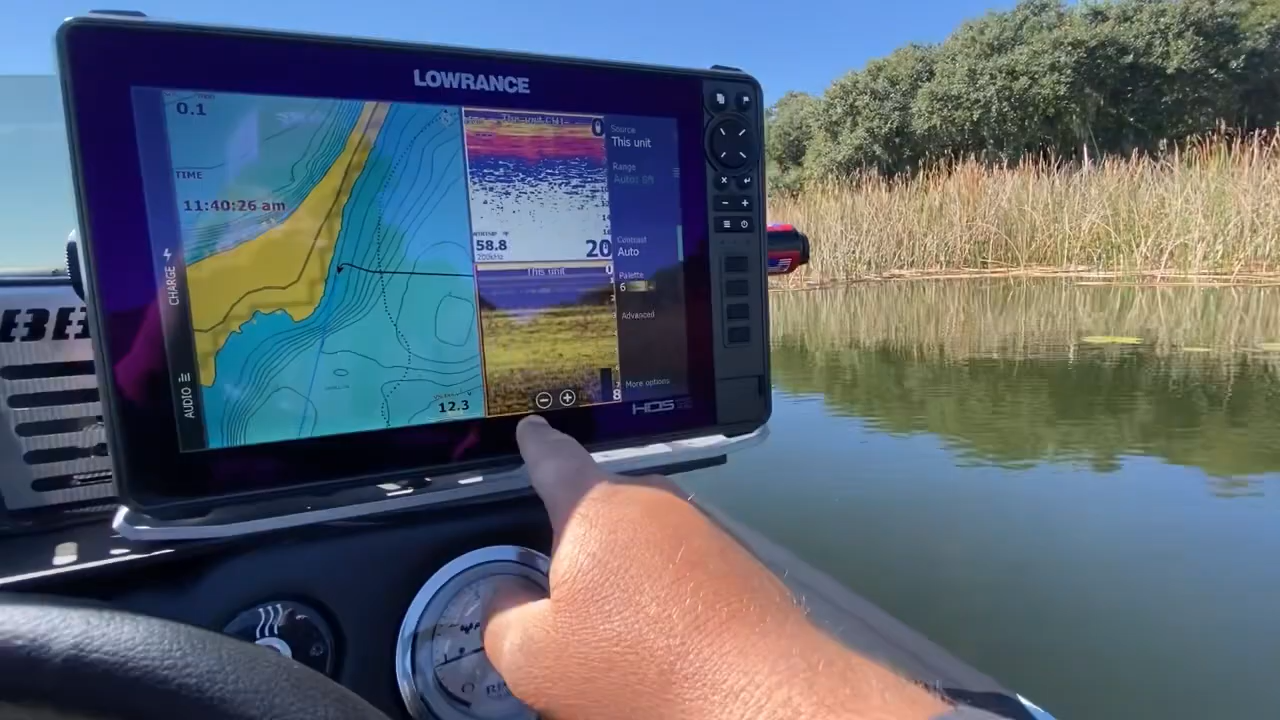 LOWRANCE
0.1
TIME
11:40:26 am
CHARGE
AUDIO
12.3
58.8
200kHz
20
This unit
0
8
Source
This unit
Range
Contrast
Auto
Palette
6
Advanced
More options
HDS